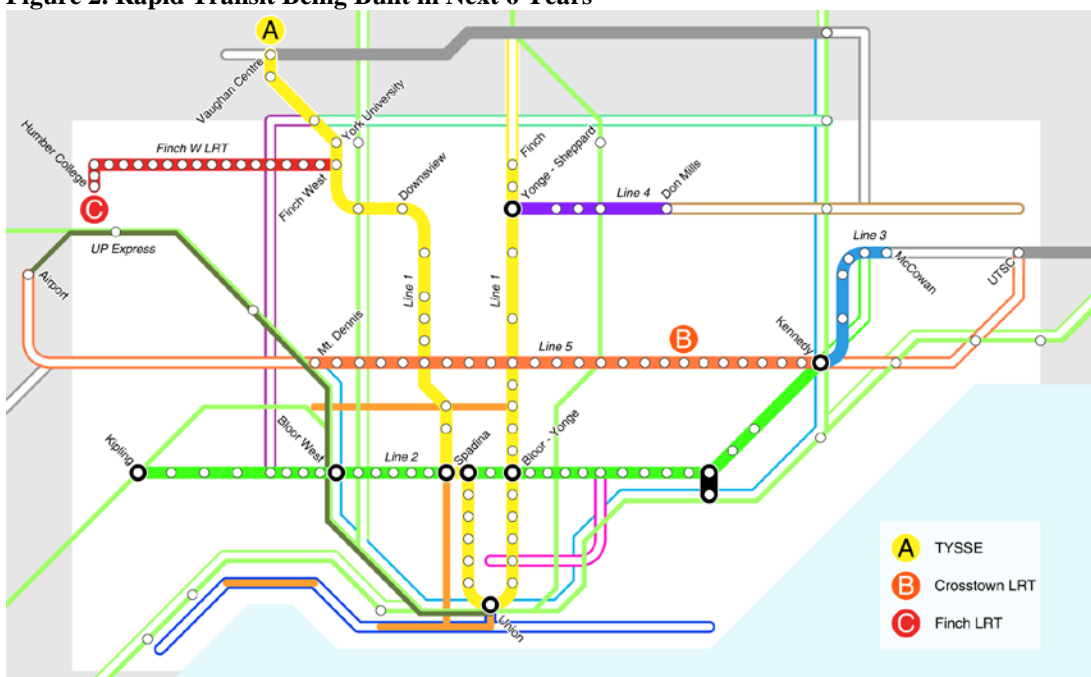 Figure 2: Rapid Transit Being Built in Next 6 Years
A
Vaughan Centre
York University
Humber College
Finch W LRT
C
Finch West
Downsview
Finch
Yonge - Sheppard
Line 4
Don Mills
UP Express
Airport
Line 1
Line 1
Line 3
McCowan
UTSC
Mt. Dennis
Line 5
B
Kennedy
Kipling
Bloor West
Line 2
Spadina
Bloor - Yonge
Union
A TYSSE
B Crosstown LRT
C Finch LRT